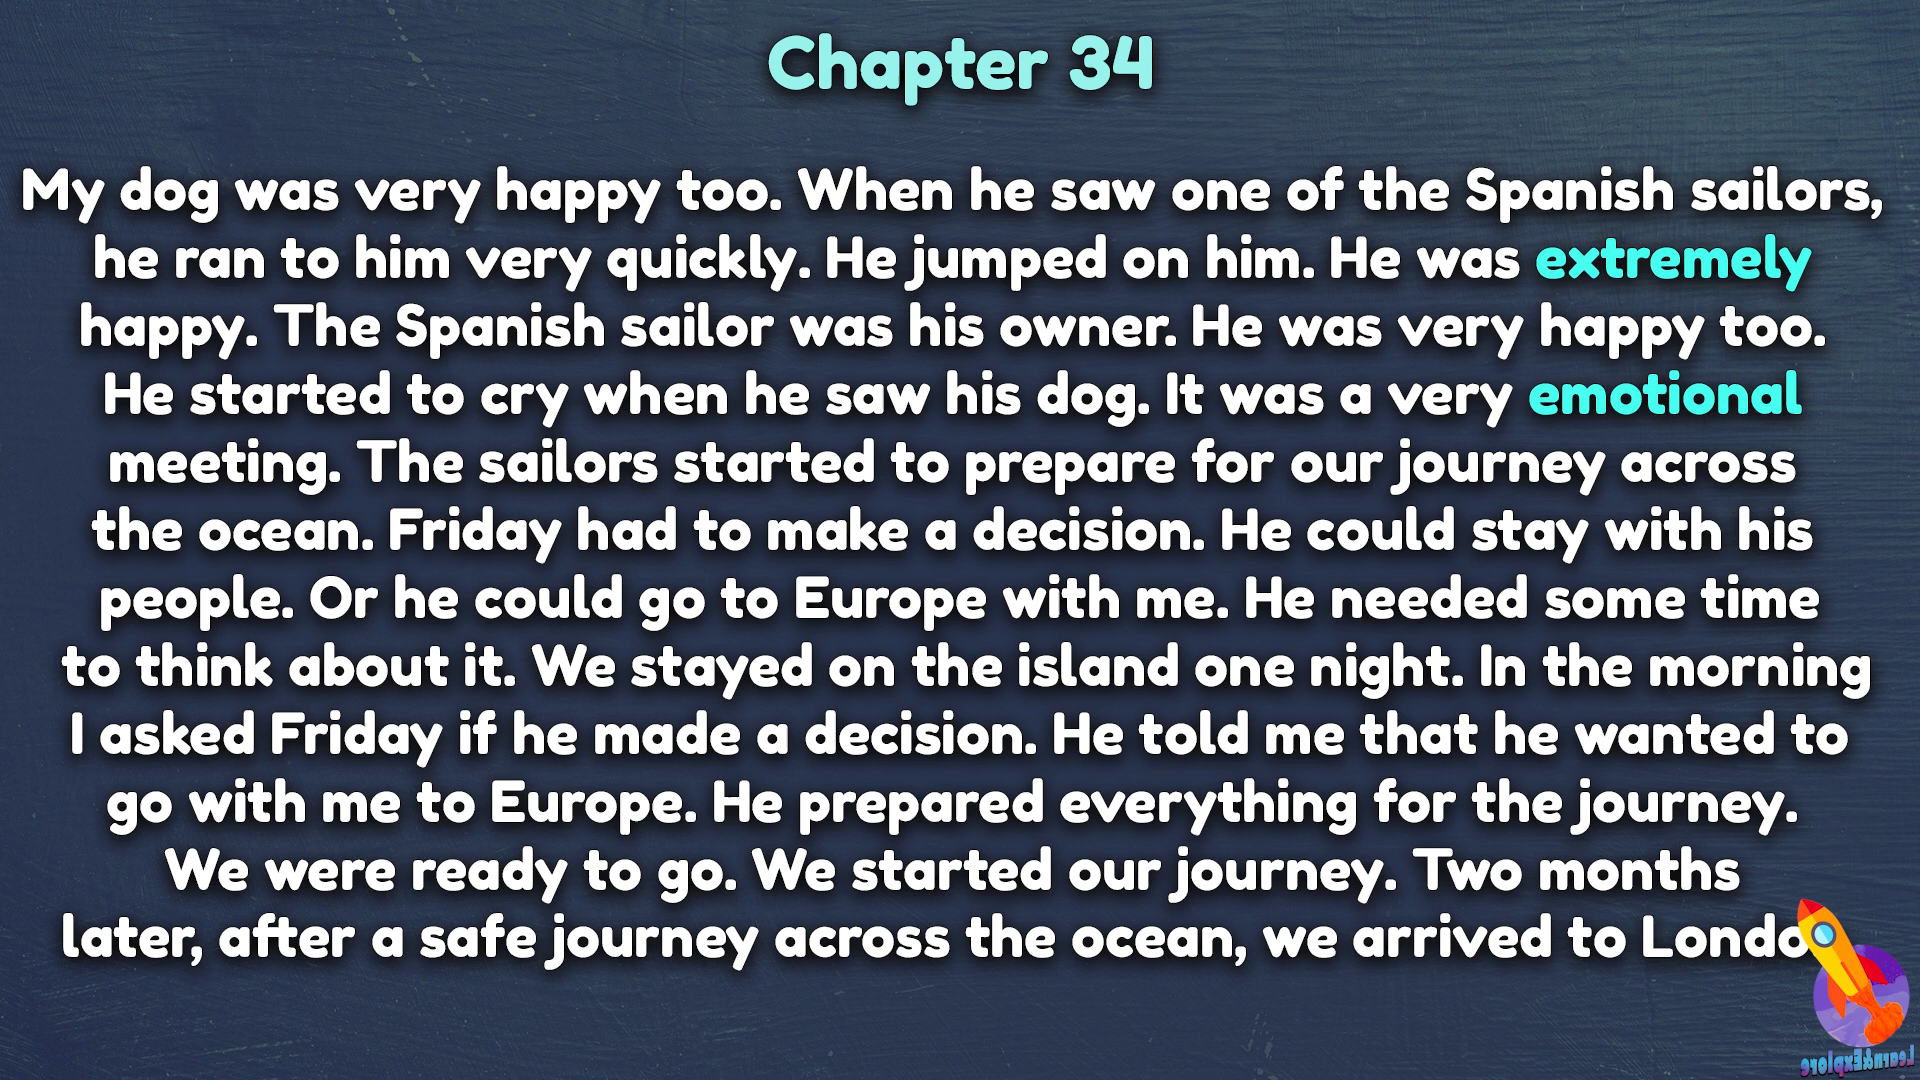 Chapter 34
My dog was very happy too. When he saw one of the Spanish sailors,
he ran to him very quickly. He jumped on him. He was extremely
happy. The Spanish sailor was his owner. He was very happy too.
He started to cry when he saw his dog. It was a very emotional
meeting. The sailors started to prepare for our journey across
the ocean. Friday had to make a decision. He could stay with his
people. Or he could go to Europe with me. He needed some time
to think about it. We stayed on the island one night. In the morning
I asked Friday if he made a decision. He told me that he wanted to
go with me to Europe. He prepared everything for the journey.
We were ready to go. We started our journey. Two months
later, after a safe journey across the ocean, we arrived to Londo
Learn&Explore